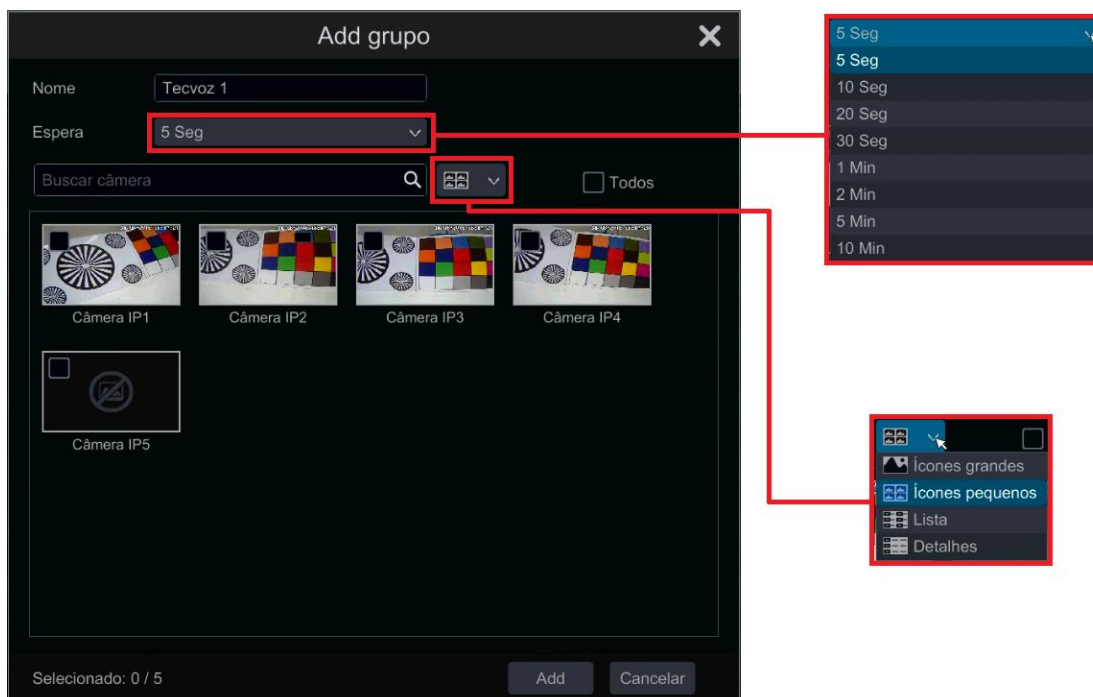 Add grupo
Nome
Tecvoz 1
Espera
5 Seg
Buscar câmera
Todos
Câmera IP1
Câmera IP2
Câmera IP3
Câmera IP4
Câmera IP5
Selecionado: 0 / 5
Add
Cancelar
5 Seg
5 Seg
10 Seg
20 Seg
30 Seg
1 Min
2 Min
5 Min
10 Min
Ícones grandes
Ícones pequenos
Lista
Detalhes